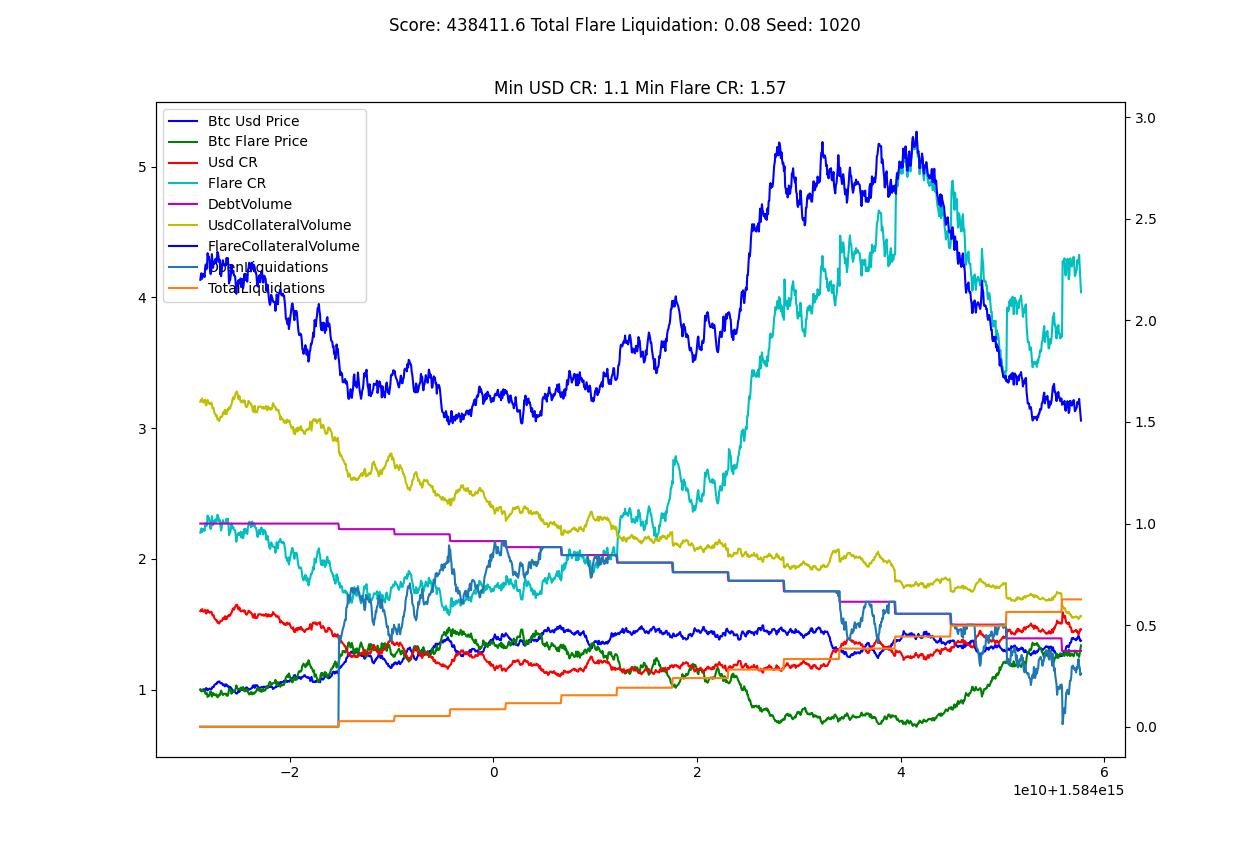 Score: 438411.6 Total Flare Liquidation: 0.08 Seed: 1020
Min USD CR: 1.1 Min Flare CR: 1.57
Btc Usd Price
Btc Flare Price
Usd CR
Flare CR
DebtVolume
UsdCollateralVolume
FlareCollateralVolume
OpenLiquidations
TotalLiquidations
5
4
3
2
1
3.0
2.5
2.0
1.5
1.0
0.5
0.0
−2 0 2 4 6
1e10+1.584e15